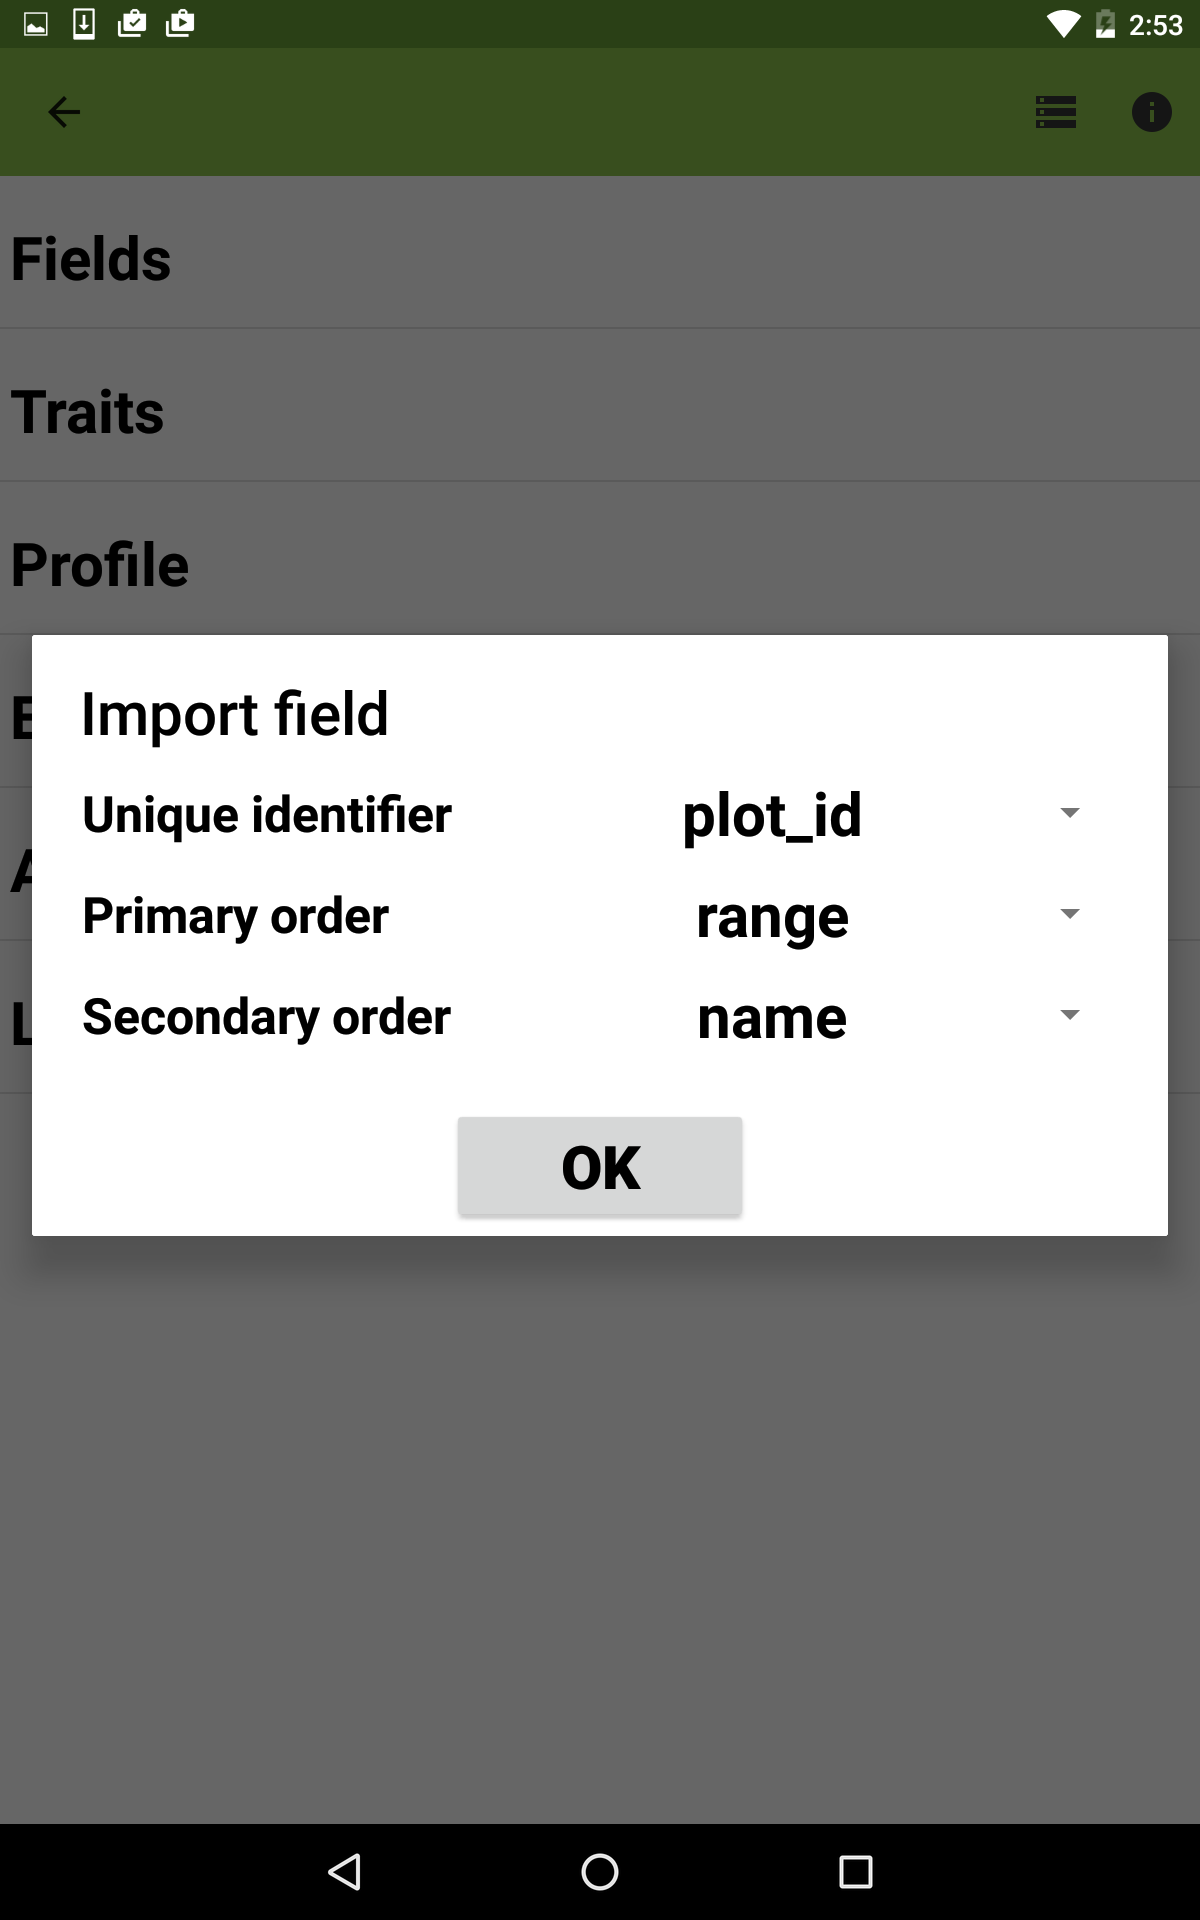 2:53
Fields
Traits
Profile
Import field
Unique identifier plot_id
Primary order range
Secondary order name
OK